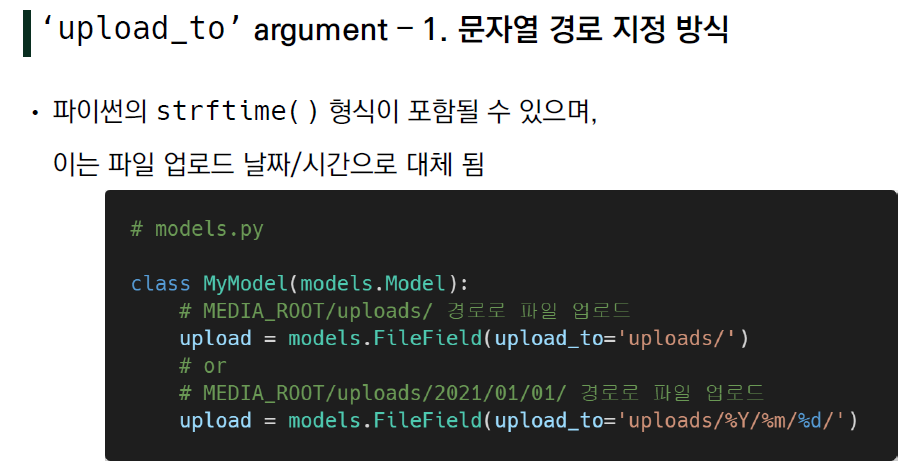 ‘upload_to’ argument – 1. 문자열 경로 지정 방식
• 파이썬의 strftime() 형식이 포함될 수 있으며,
이는 파일 업로드 날짜/시간으로 대체 됨
# models.py
class MyModel(models.Model):
# MEDIA_ROOT/uploads/ 경로로 파일 업로드
upload = models.FileField(upload_to='uploads/')
# or
# MEDIA_ROOT/uploads/2021/01/01/ 경로로 파일 업로드
upload = models.FileField(upload_to='uploads/%Y/%m/%d/')